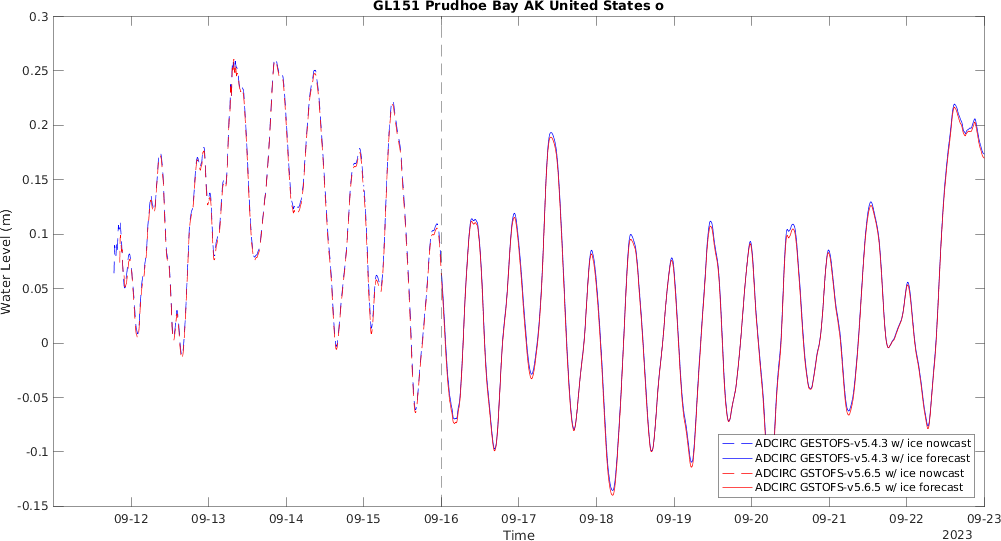 GL151 Prudhoe Bay AK United States o
0.3
0.25
0.2
0.15
0.1
0.05
0
-0.05
-0.1
-0.15
Water Level (m)
ADCIRC GESTOFS-v5.4.3 w/ ice nowcast
ADCIRC GESTOFS-v5.4.3 w/ ice forecast
ADCIRC GSTOFS-v5.6.5 w/ ice nowcast
ADCIRC GSTOFS-v5.6.5 w/ ice forecast
09-12 09-13 09-14 09-15 09-16 09-17 09-18 09-19 09-20 09-21 09-22 09-23
Time
2023